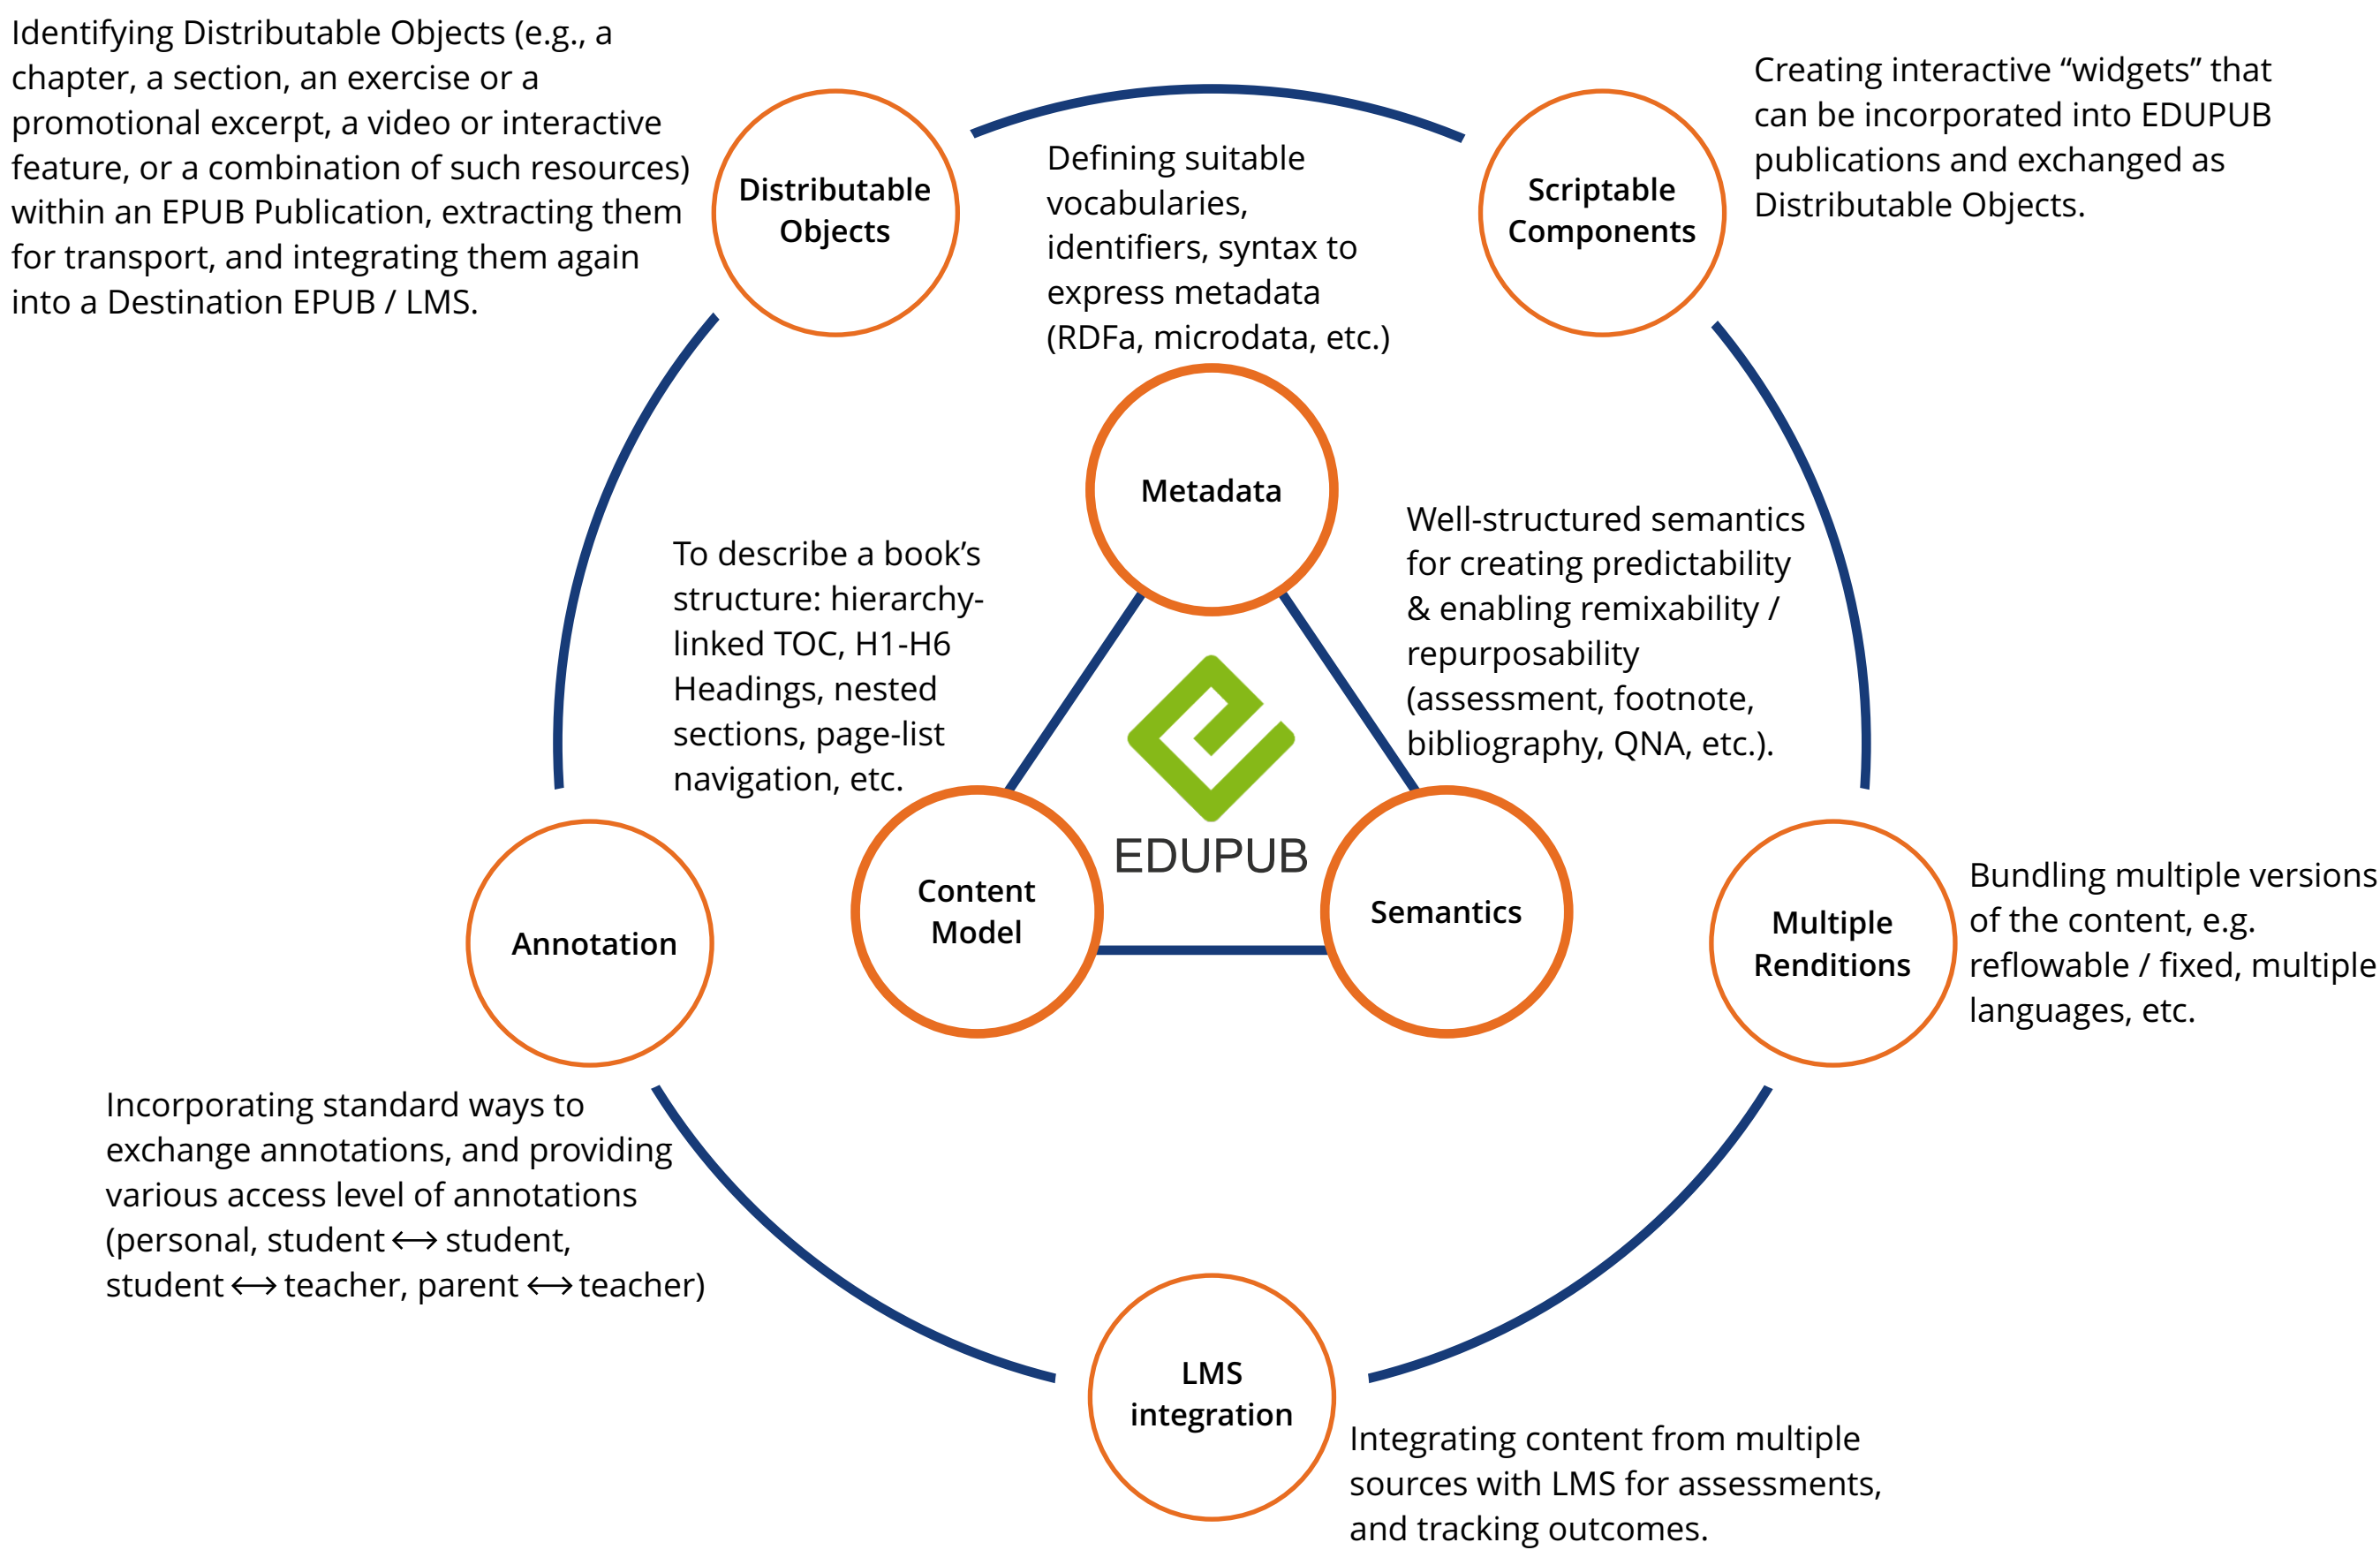 Identifying Distributable Objects (e.g., a
chapter, a section, an exercise or a
promotional excerpt, a video or interactive
feature, or a combination of such resources)
within an EPUB Publication, extracting them
for transport, and integrating them again
into a Destination EPUB / LMS.
Distributable
Objects
Defining suitable
vocabularies,
identifiers, syntax to
express metadata
(RDFa, microdata, etc.)
Scriptable
Components
Creating interactive “widgets” that
can be incorporated into EDUPUB
publications and exchanged as
Distributable Objects.
Metadata
To describe a book’s
structure: hierarchy-
linked TOC, H1-H6
Headings, nested
sections, page-list
navigation, etc.
Well-structured semantics
for creating predictability
& enabling remixability /
repurposability
(assessment, footnote,
bibliography, QNA, etc.).
EDUPUB
Content
Model
Semantics
Annotation
Multiple
Renditions
Bundling multiple versions
of the content, e.g.
reflowable / fixed, multiple
languages, etc.
Incorporating standard ways to
exchange annotations, and providing
various access level of annotations
(personal, student ⟷ student,
student ⟷ teacher, parent ⟷ teacher)
LMS
integration
Integrating content from multiple
sources with LMS for assessments,
and tracking outcomes.